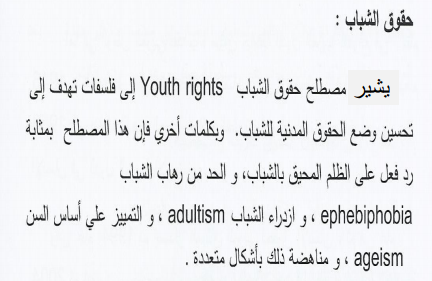 حقوق الشباب :
يشير مصطلح حقوق الشباب Youth rights إلى فلسفات تهدف إلى
تحسين وضع الحقوق المدنية للشباب. وبكلمات أخري فإن هذا المصطلح بمثابة
رد فعل على الظلم المحيق بالشباب، و الحد من رهاب الشباب
ephebiphobia ، و ازدراء الشباب adultism ، و التمييز علي أساس السن
ageism ، و مناهضة ذلك بأشكال متعددة .